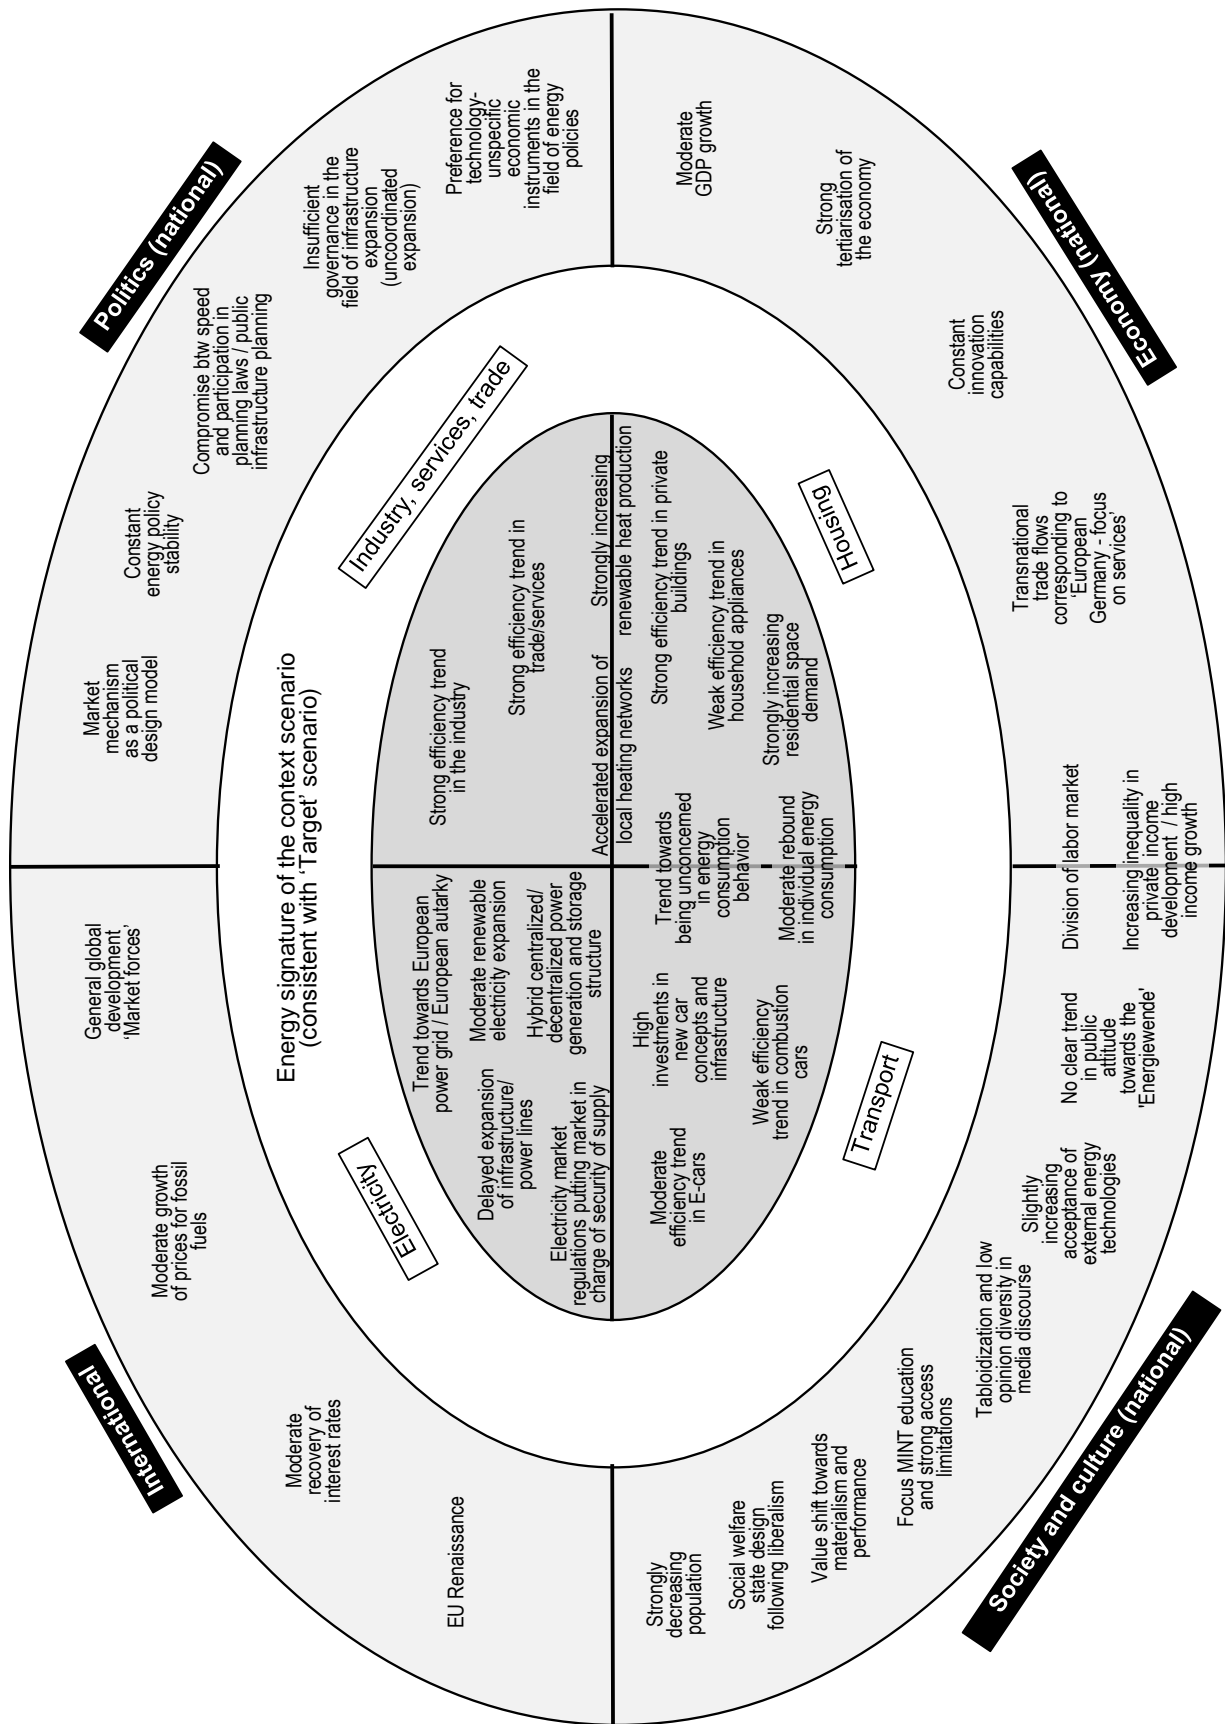 International
Politics (national)
General global
development
‘Market forces’
Moderate growth
of prices for fossil
fuels
Moderate
recovery of
interest rates
EU Renaissance
Market
mechanism
as a political
design model
Constant
energy policy
stability
Compromise btw speed
and participation in
planning laws / public
infrastructure planning
Insufficient
governance in the
field of infrastructure
expansion
(uncoordinated
expansion)
Preference for
technology-
unspecific
economic
instruments in the
field of energy
policies
Energy signature of the context scenario
(consistent with ‘Target’ scenario)
Electricity
Industry, services, trade
Trend towards European
power grid / European autarky
Moderate renewable
electricity expansion
Hybrid centralized/
decentralized power
generation and storage
structure
Delayed expansion
of infrastructure/
power lines
Electricity market
regulations putting market in
charge of security of supply
Strong efficiency trend
in the industry
Strong efficiency trend in
trade/services
Accelerated expansion of
local heating networks
Strongly increasing
renewable heat production
Strong efficiency trend in private
buildings
Weak efficiency trend in
household appliances
Strongly increasing
residential space
demand
Trend towards
being unconcerned
in energy
consumption
behavior
Moderate rebound
in individual energy
consumption
High
investments in
new car
concepts and
infrastructure
Weak efficiency
trend in combustion
cars
Moderate
efficiency trend
in E-cars
Transport
Housing
Strongly
decreasing
population
Social welfare
state design
following liberalism
Value shift towards
materialism and
performance
Focus MINT education
and strong access
limitations
Tabloidization and low
opinion diversity in
media discourse
Slightly
increasing
acceptance of
external energy
technologies
No clear trend
in public
attitude
towards the
'Energiewende'
Division of labor market
Increasing inequality in
private income
development / high
income growth
Transnational
trade flows
corresponding to
‘European
Germany - focus
on services’
Constant
innovation
capabilities
Strong
tertiarisation of
the economy
Moderate
GDP growth
Society and culture (national)
Economy (national)